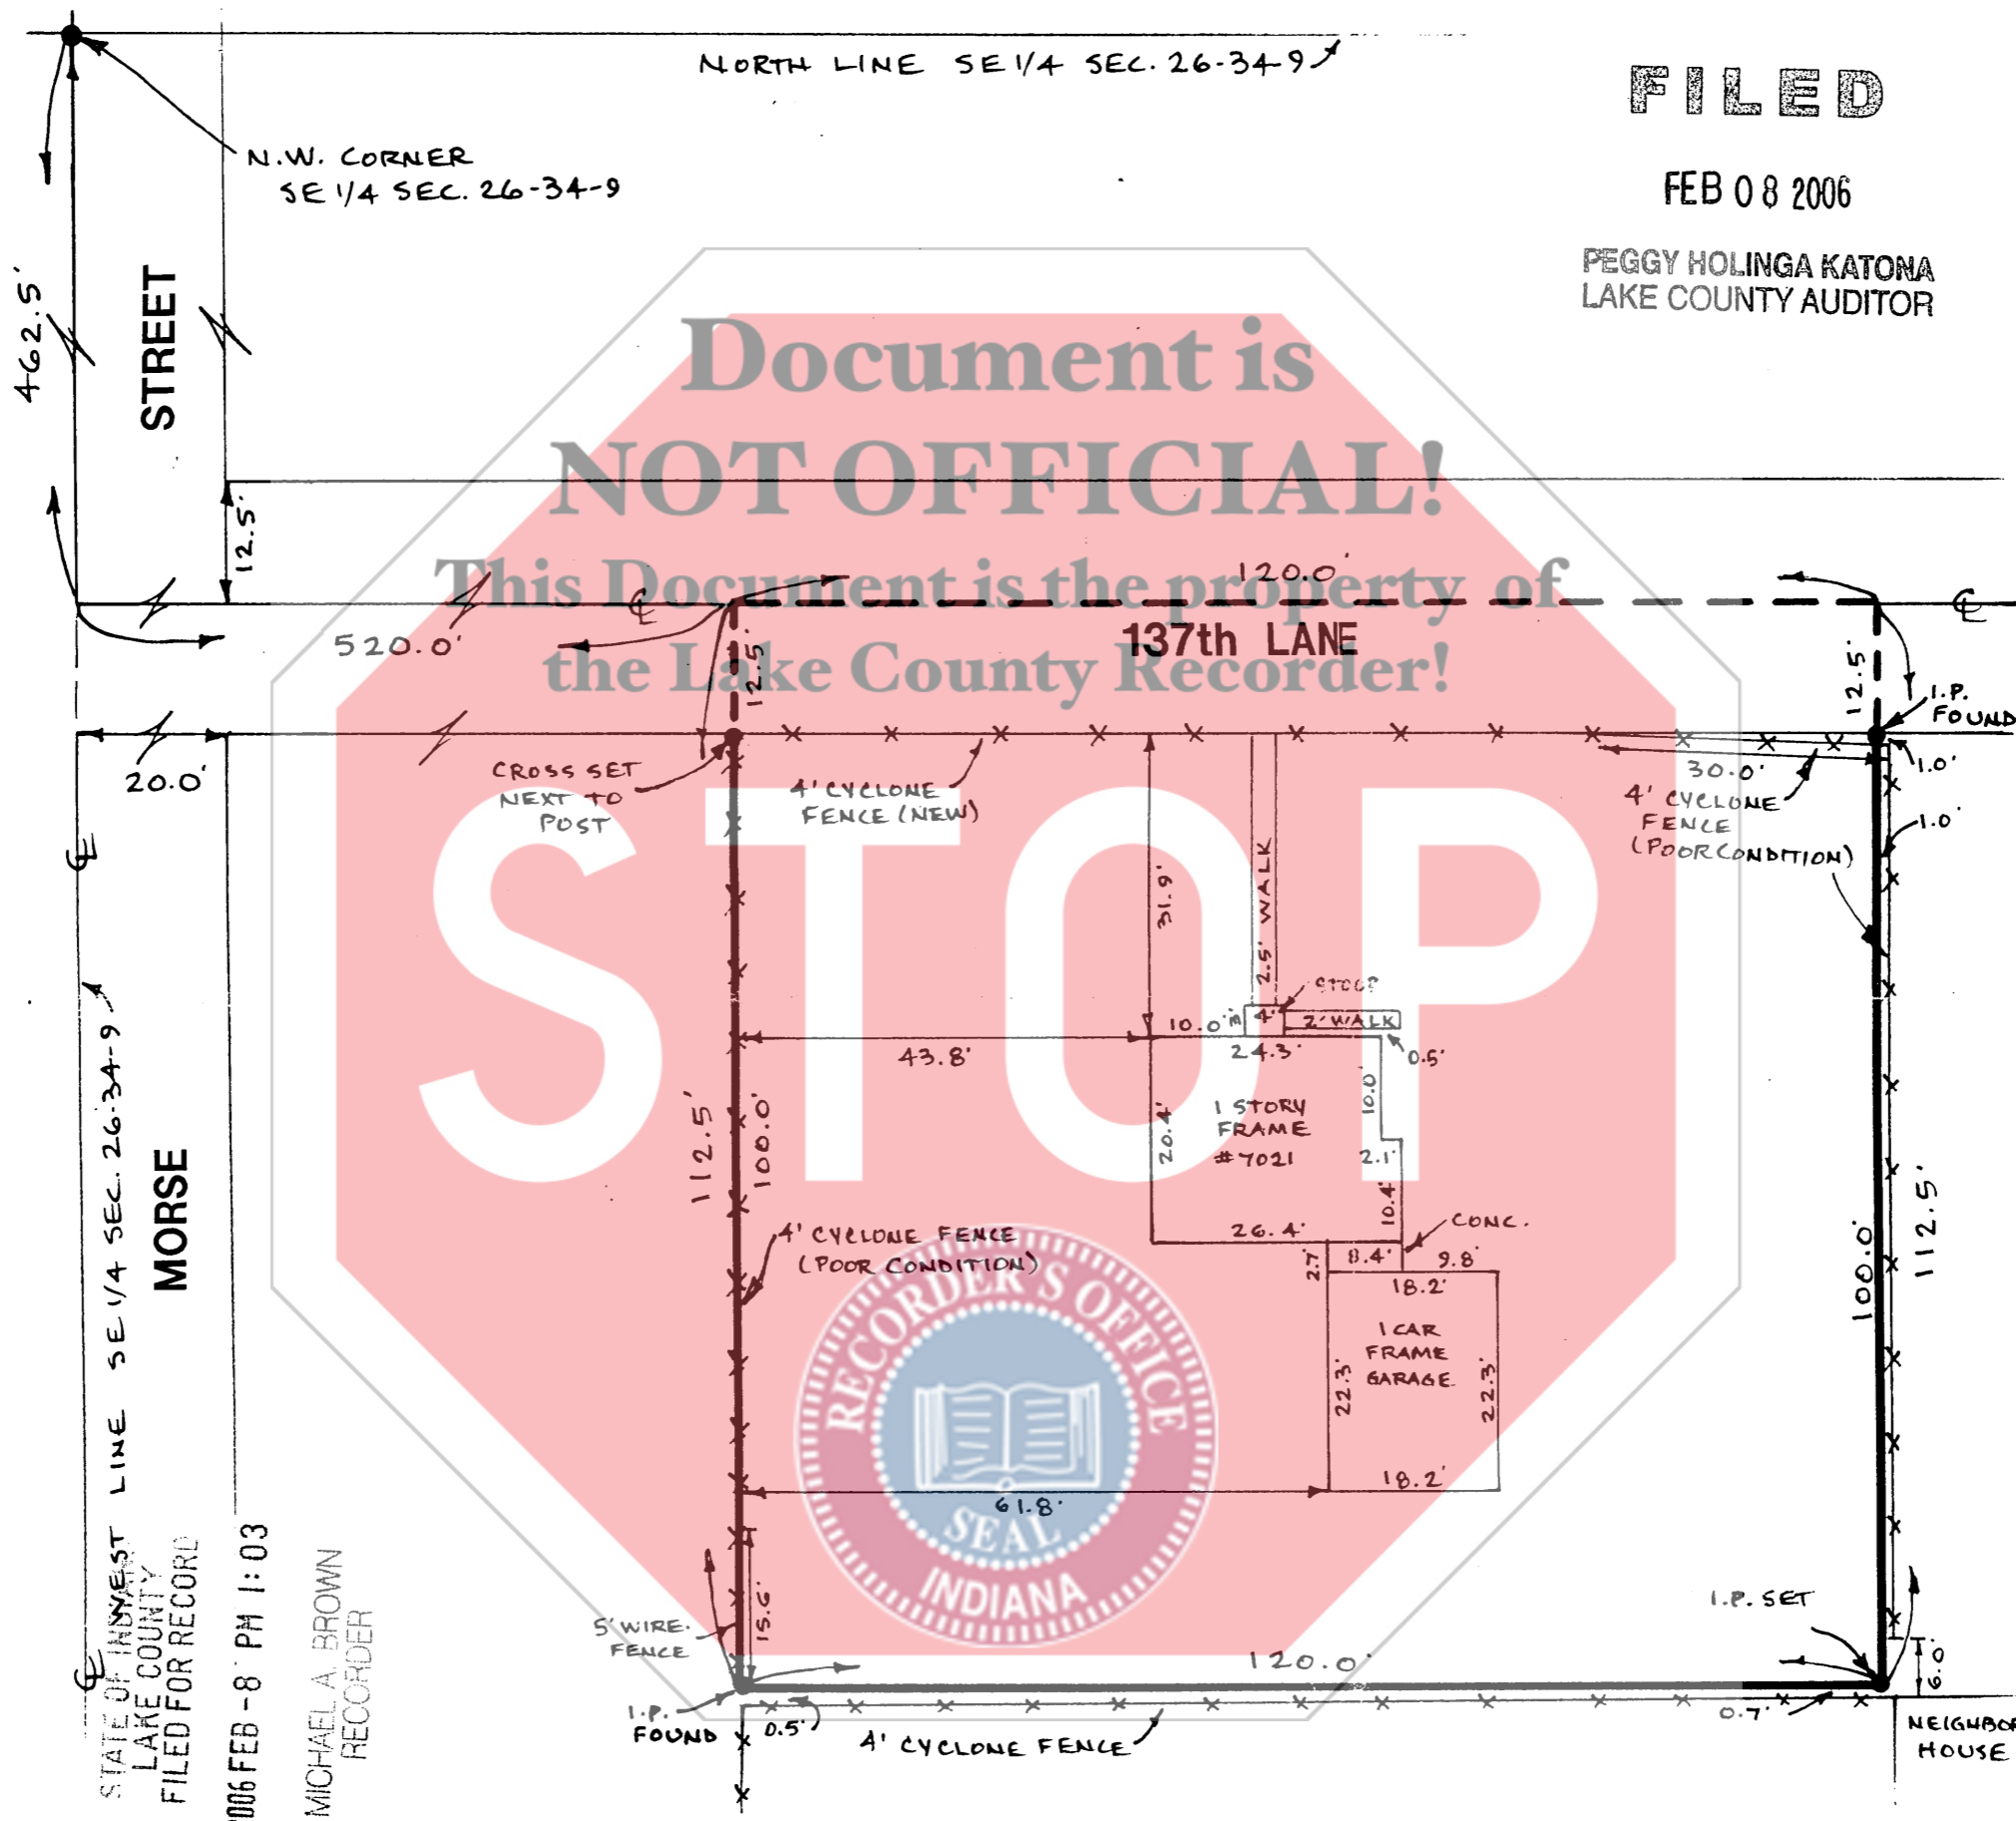 NORTH LINE SE 1/4 SEC. 26-34-9
FILED
FEB 08 2006
PEGGY HOLINGA KATONA
LAKE COUNTY AUDITOR
N.W. CORNER
SE 1/4 SEC. 26-34-9
462.5'
STREET
12.5'
Document is
NOT OFFICIAL!
This Document is the property of
the Lake County Recorder!
120.0'
137th LANE
520.0'
12.5'
12.5'
I.P.
FOUND
20.0'
CROSS SET
NEXT TO
POST
4' CYCLONE
FENCE (NEW)
30.0'
1.0'
4' CYCLONE
FENCE
(POOR CONDITION)
1.0'
STOP
31.9'
2.5' WALK
STOOP
10.0'
4'
2' WALK
43.8'
24.3'
0.5'
10.0'
1 STORY
FRAME
#7021
20.4'
2.1'
10.4'
112.5'
100.0'
26.4'
CONC.
2.7'
8.4'
9.8'
18.2'
4' CYCLONE FENCE
(POOR CONDITION)
1 CAR
FRAME
GARAGE
22.3'
22.3'
18.2'
61.8'
100.0'
112.5'
RECORDER'S OFFICE
SEAL
INDIANA
WEST LINE SE 1/4 SEC. 26-34-9
MORSE
STATE OF INDIANA
LAKE COUNTY
FILED FOR RECORD
006 FEB -8 PM 1:03
MICHAEL A. BROWN
RECORDER
5' WIRE
FENCE
15.6'
I.P. SET
120.0'
6.0'
I.P.
FOUND
0.5'
4' CYCLONE FENCE
0.7'
NEIGHBOR
HOUSE